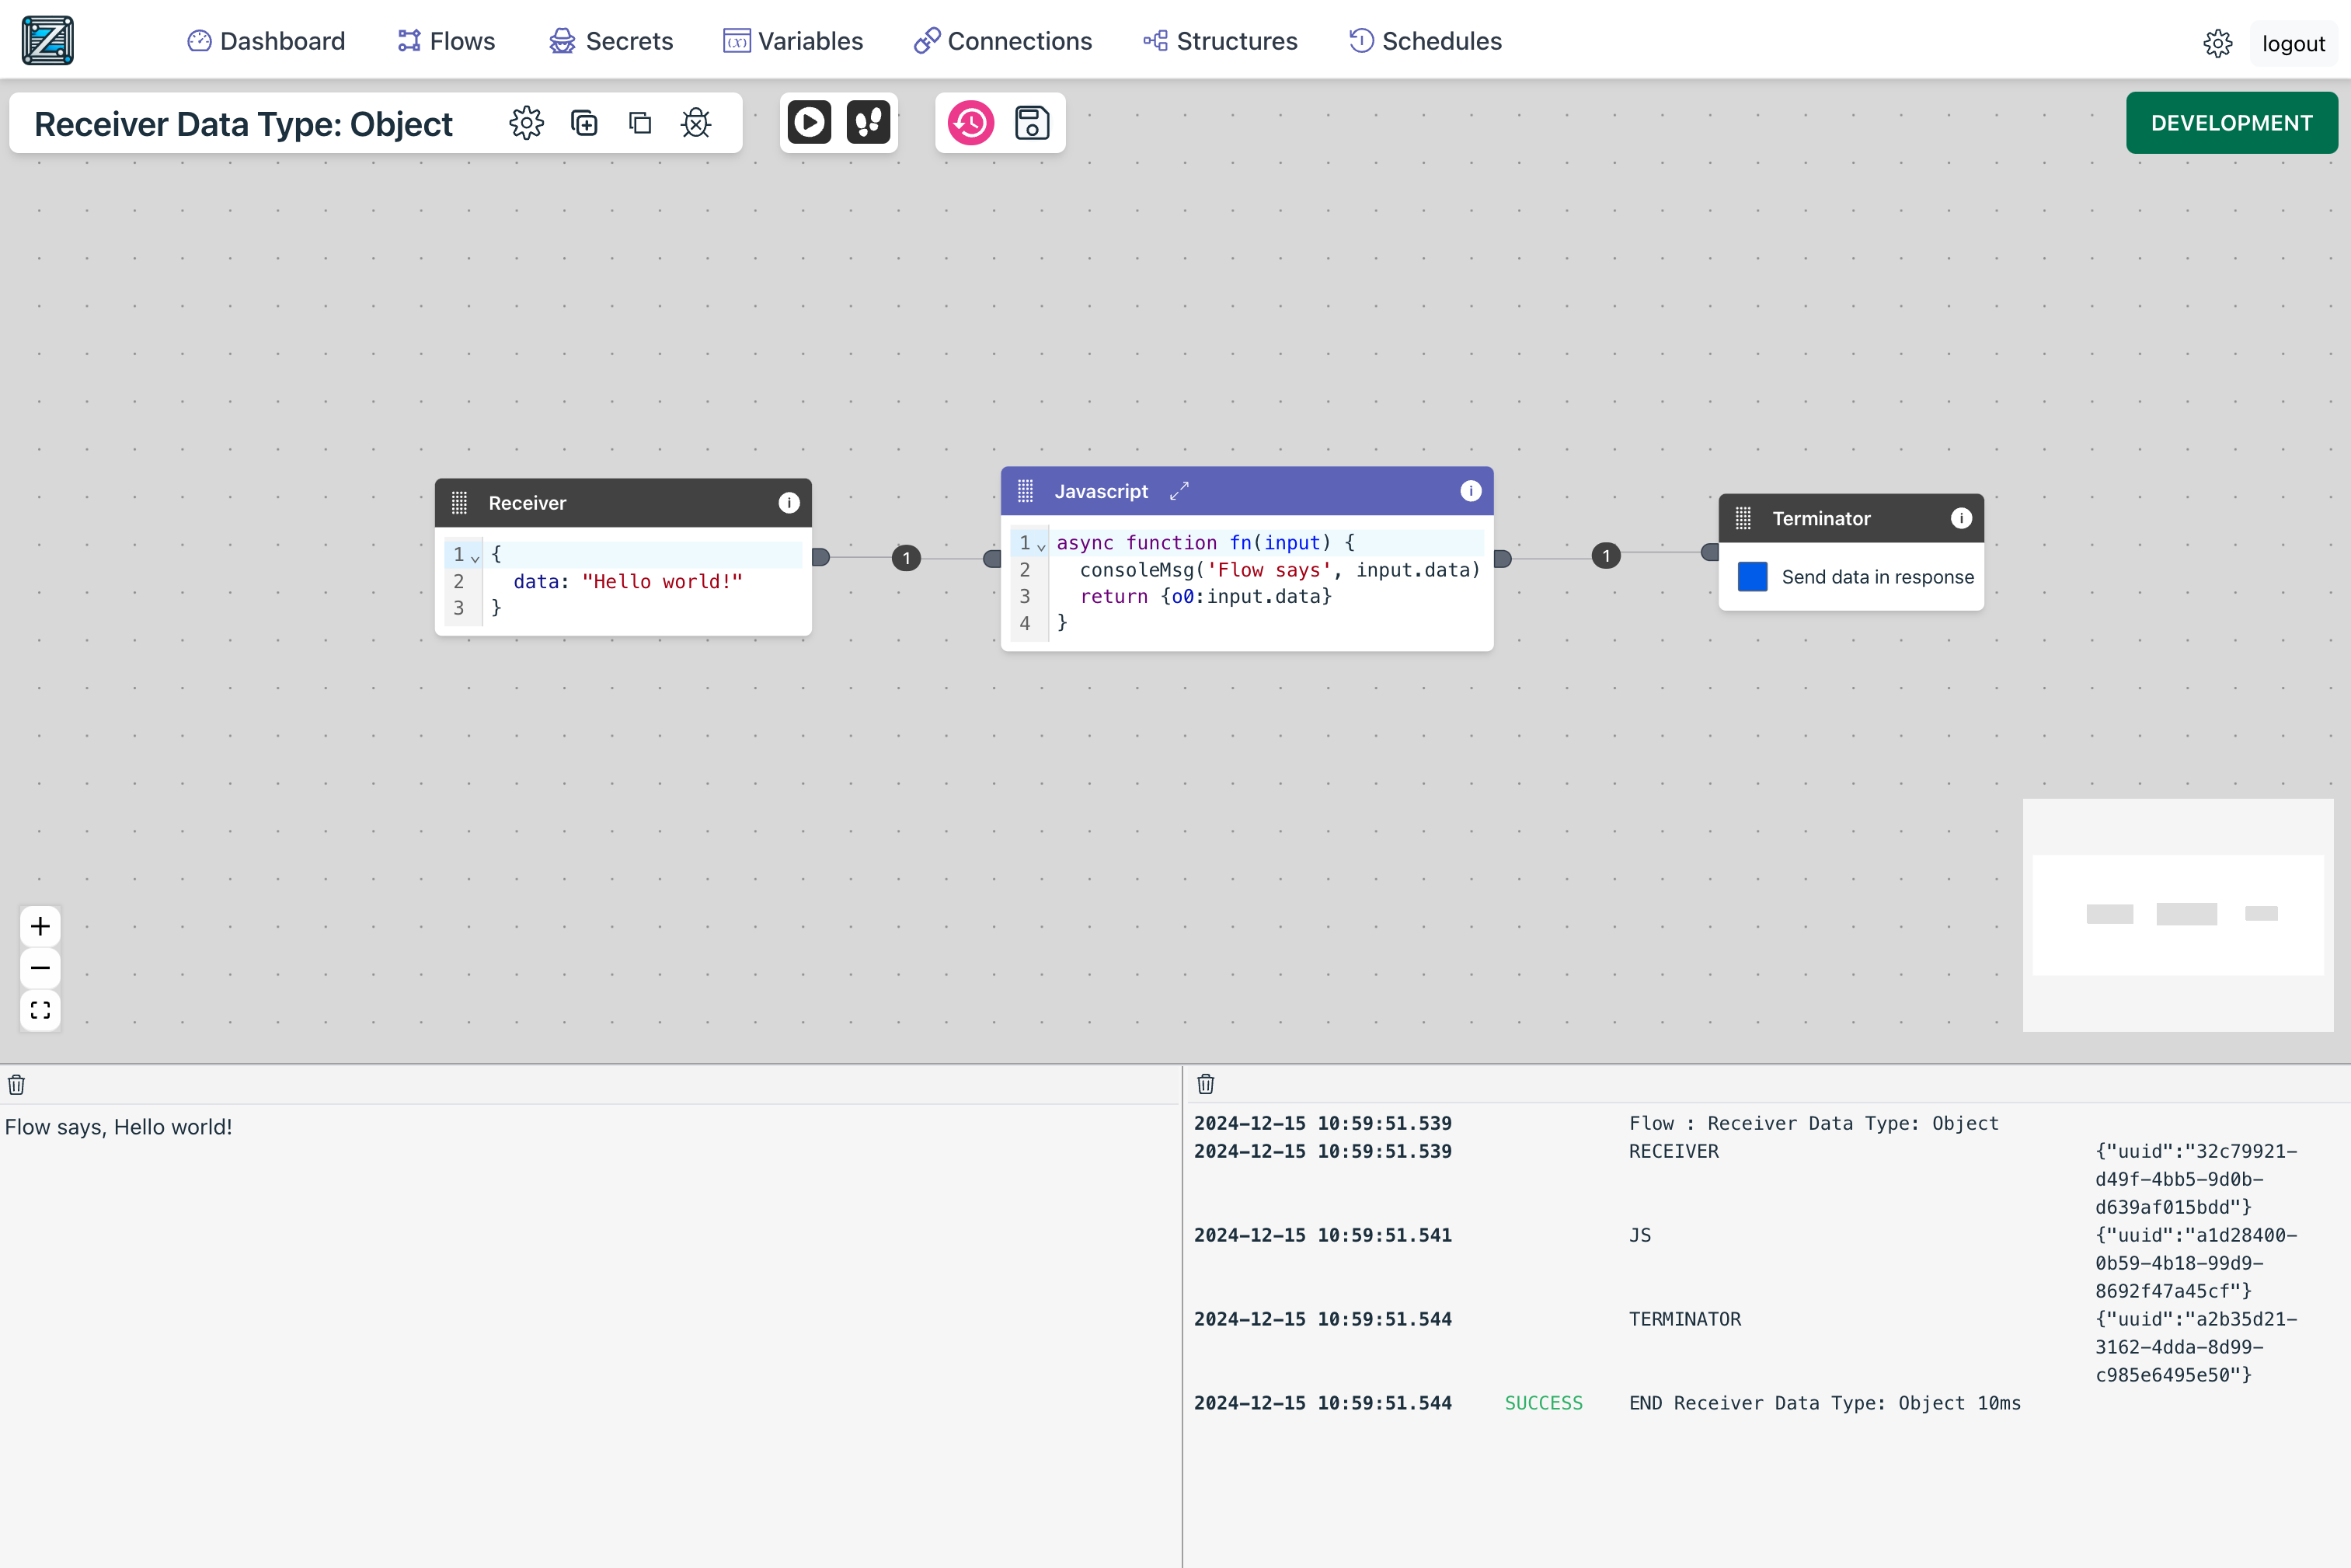 Dashboard Flows Secrets Variables Connections Structures Schedules logout
Receiver Data Type: Object
DEVELOPMENT
Receiver
1 {
2 data: "Hello world!"
3 }
1
Javascript
1 async function fn(input) {
2 consoleMsg('Flow says', input.data)
3 return {o0:input.data}
4 }
1
Terminator
Send data in response
Flow says, Hello world!
2024-12-15 10:59:51.539 Flow : Receiver Data Type: Object
2024-12-15 10:59:51.539 RECEIVER {"uuid":"32c79921-
d49f-4bb5-9d0b-
d639af015bdd"}
2024-12-15 10:59:51.541 JS {"uuid":"a1d28400-
0b59-4b18-99d9-
8692f47a45cf"}
2024-12-15 10:59:51.544 TERMINATOR {"uuid":"a2b35d21-
3162-4dda-8d99-
c985e6495e50"}
2024-12-15 10:59:51.544 SUCCESS END Receiver Data Type: Object 10ms